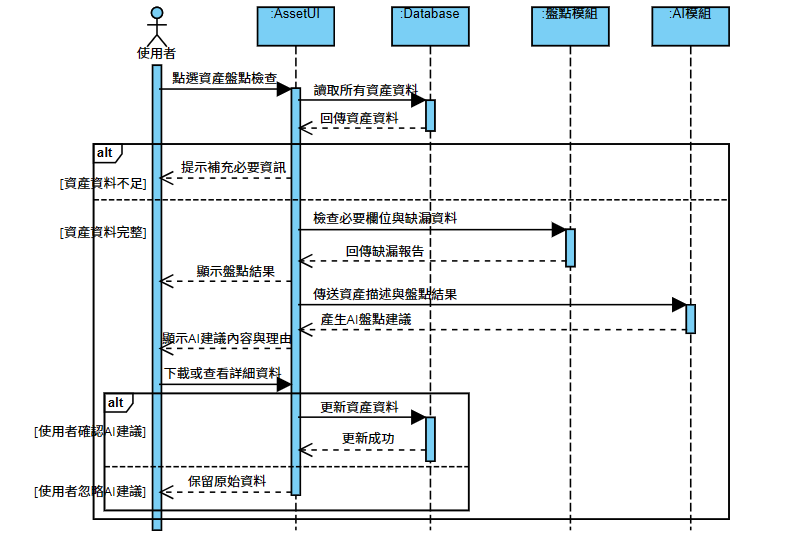 :AssetUI
:Database
:盤點模組
:AI模組
使用者
點選資產盤點檢查
讀取所有資產資料
回傳資產資料
alt
提示補充必要資訊
[資產資料不足]
檢查必要欄位與缺漏資料
[資產資料完整]
回傳缺漏報告
顯示盤點結果
傳送資產描述與盤點結果
產生AI盤點建議
顯示AI建議內容與理由
下載或查看詳細資料
alt
更新資產資料
[使用者確認AI建議]
更新成功
保留原始資料
[使用者忽略AI建議]